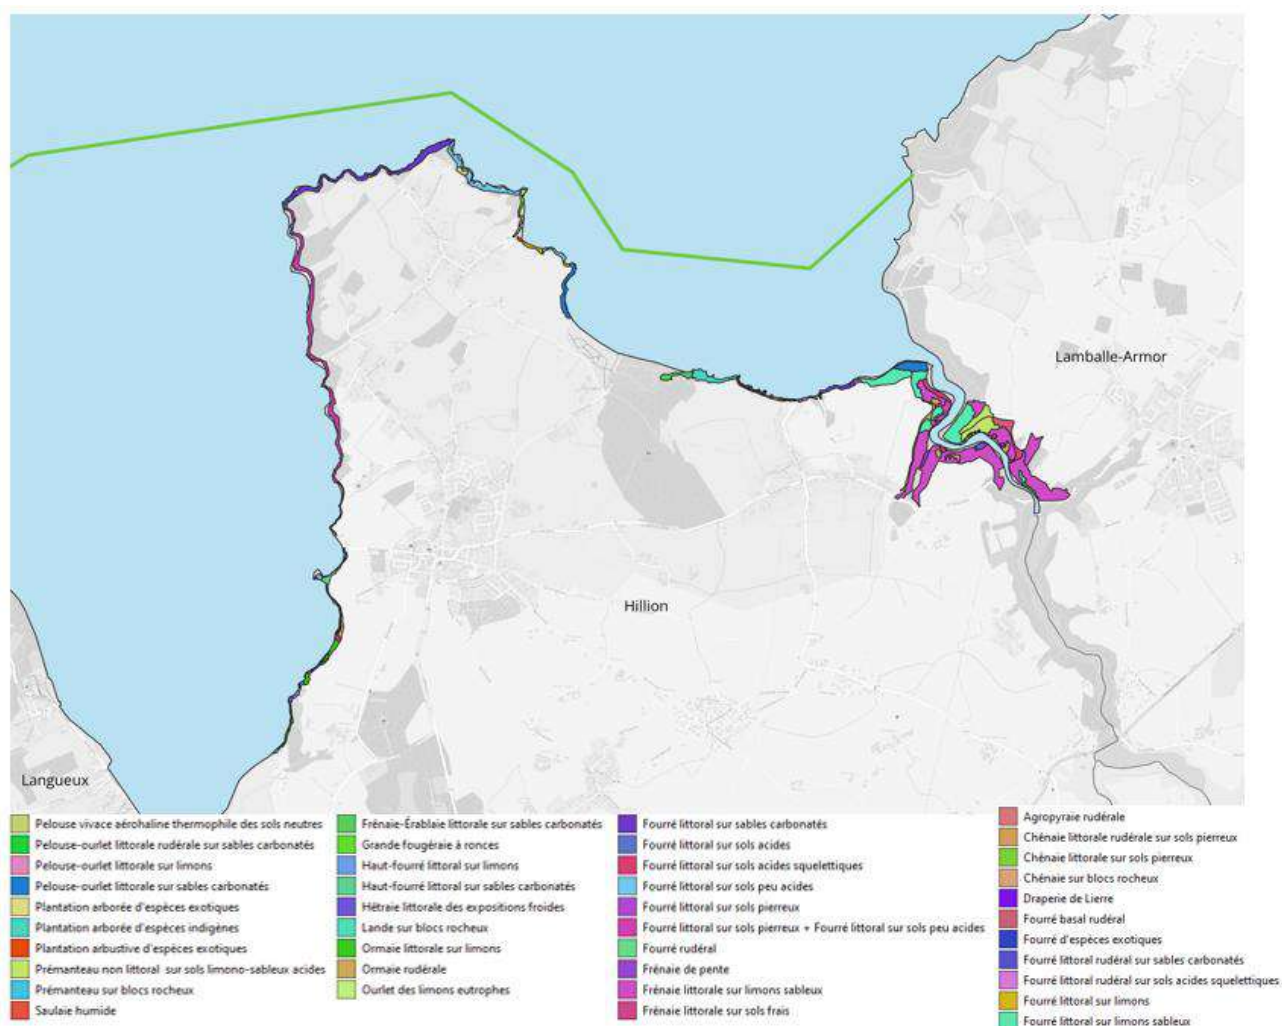 Lamballe-Armor
Hillion
Langueux
Pelouse vivace aérohaline thermophile des sols neutres
Pelouse-ourlet littorale rudérale sur sables carbonatés
Pelouse-ourlet littorale sur limons
Pelouse-ourlet littorale sur sables carbonatés
Plantation arborée d'espèces exotiques
Plantation arborée d'espèces indigènes
Plantation arbustive d'espèces exotiques
Prémanteau non littoral sur sols limono-sableux acides
Prémanteau sur blocs rocheux
Saulaie humide
Frênaie-Érablaie littorale sur sables carbonatés
Grande fougéraie à ronces
Haut-fourré littoral sur limons
Haut-fourré littoral sur sables carbonatés
Hêtraie littorale des expositions froides
Lande sur blocs rocheux
Ormaie littorale sur limons
Ormaie rudérale
Ourlet des limons eutrophes
Fourré littoral sur sables carbonatés
Fourré littoral sur sols acides
Fourré littoral sur sols acides squelettiques
Fourré littoral sur sols peu acides
Fourré littoral sur sols pierreux
Fourré littoral sur sols pierreux + Fourré littoral sur sols peu acides
Fourré rudéral
Frênaie de pente
Frênaie littorale sur limons sableux
Frênaie littorale sur sols frais
Agropyraie rudérale
Chênaie littorale rudérale sur sols pierreux
Chênaie littorale sur sols pierreux
Chênaie sur blocs rocheux
Draperie de Lierre
Fourré basal rudéral
Fourré d'espèces exotiques
Fourré littoral rudéral sur sables carbonatés
Fourré littoral rudéral sur sols acides squelettiques
Fourré littoral sur limons
Fourré littoral sur limons sableux